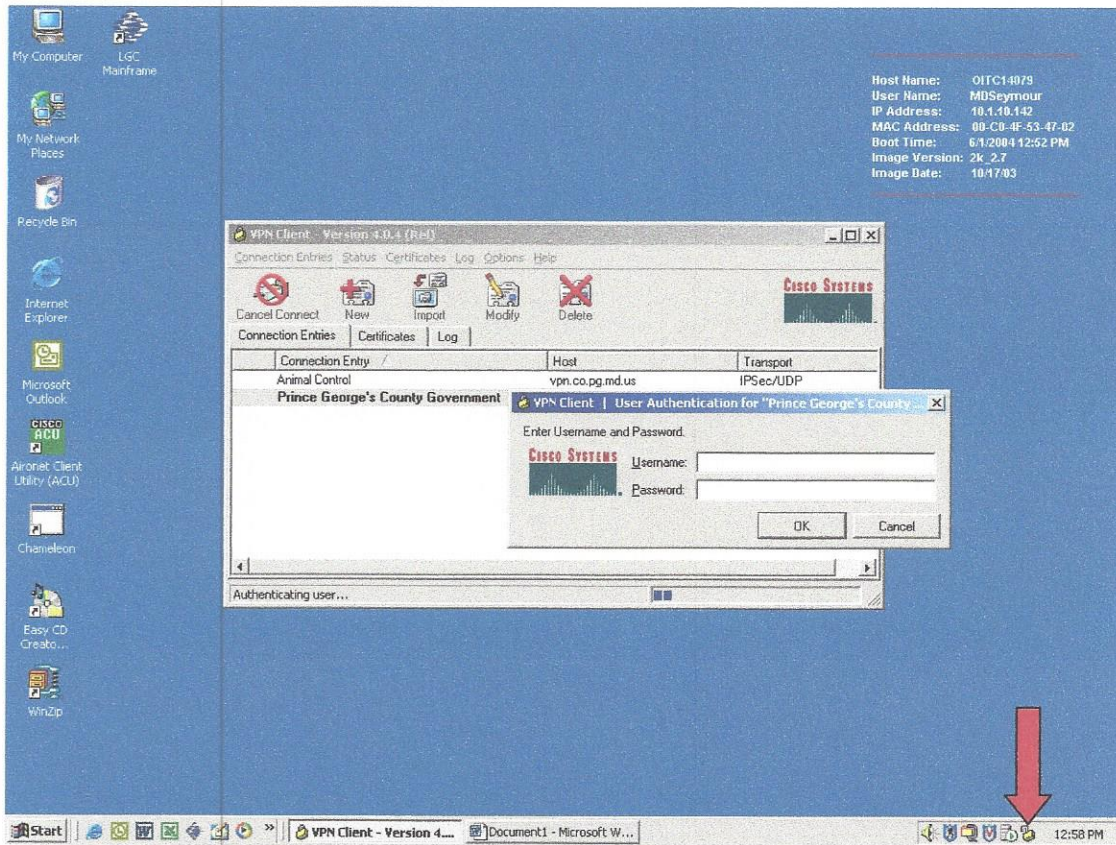 My Computer
LGC
Mainframe
My Network
Places
Recycle Bin
Internet
Explorer
Microsoft
Outlook
CISCO
ACU
Aironet Client
Utility (ACU)
Chameleon
Easy CD
Creato...
WinZip
Host Name: OITC14079
User Name: MDSeymour
IP Address: 10.1.10.142
MAC Address: 00-C0-4F-53-47-02
Boot Time: 6/1/2004 12:52 PM
Image Version: 2k_2.7
Image Date: 10/17/03
VPN Client - Version 4.0.4 (Rel)
Connection Entries Status Certificates Log Options Help
Cancel Connect New Import Modify Delete
CISCO SYSTEMS
Connection Entries Certificates Log
Connection Entry Host Transport
Animal Control vpn.co.pg.md.us IPSec/UDP
Prince George's County Government
VPN Client | User Authentication for "Prince George's County ...
Enter Username and Password.
CISCO SYSTEMS
Username:
Password:
OK Cancel
Authenticating user...
Start » VPN Client - Version 4.... Document1 - Microsoft W... 12:58 PM